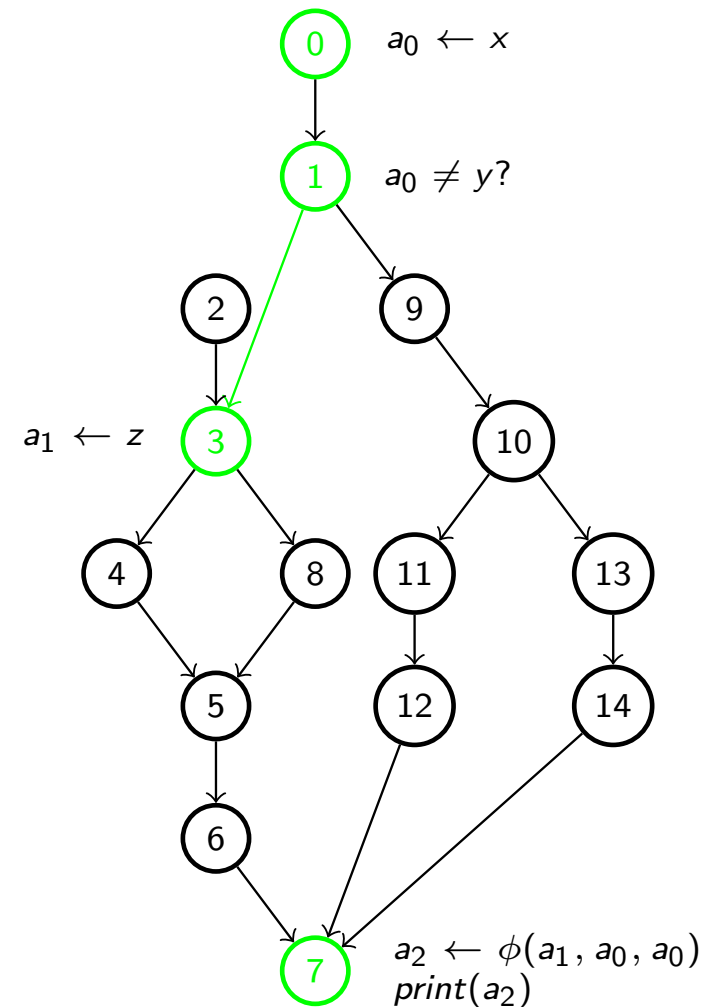 0 a₀ ← x
1 a₀ ≠ y?
2 9
a₁ ← z 3 10
4 8 11 13
5 12 14
6
7 a₂ ← ϕ(a₁, a₀, a₀)
print(a₂)